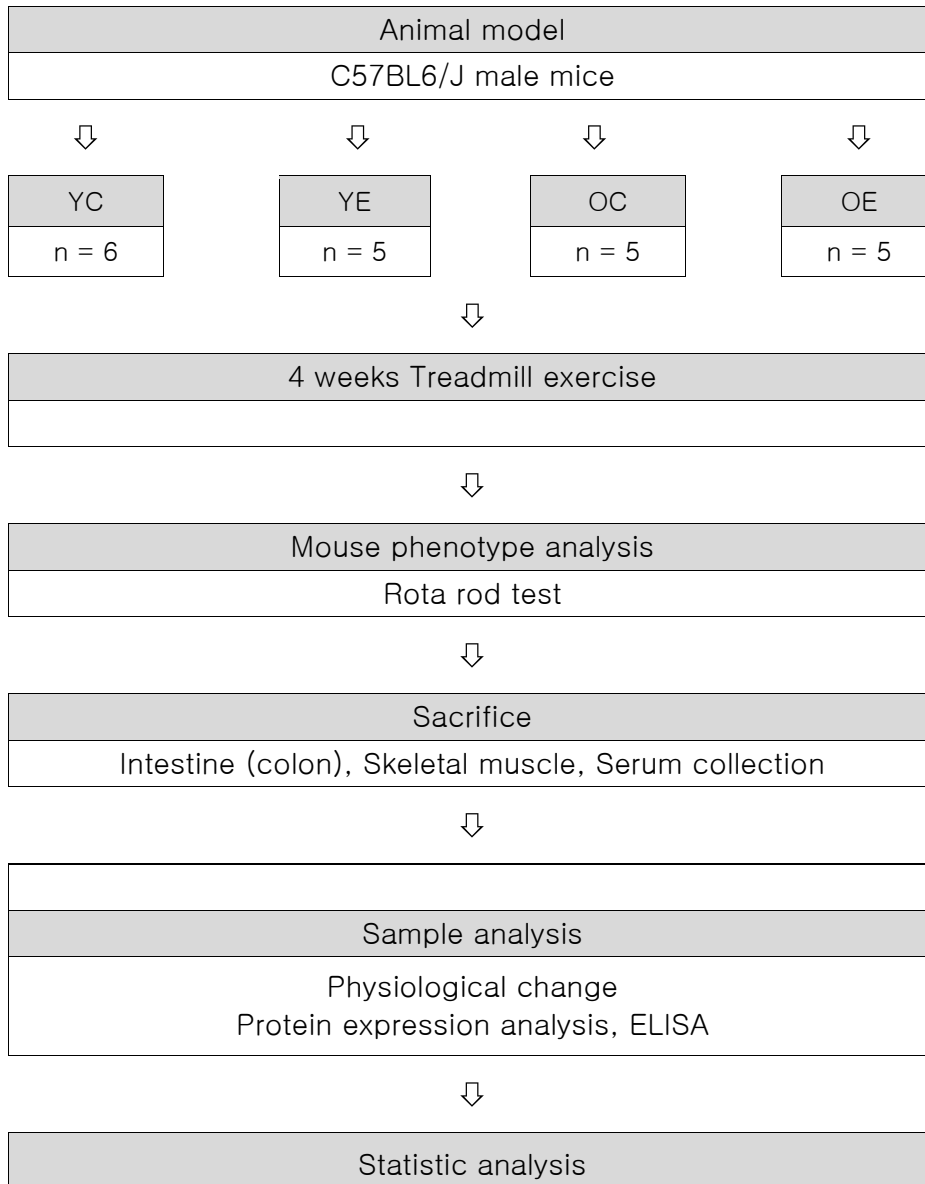 Animal model
C57BL6/J male mice
YC
YE
OC
OE
n = 6
n = 5
n = 5
n = 5
4 weeks Treadmill exercise
Mouse phenotype analysis
Rota rod test
Sacrifice
Intestine (colon), Skeletal muscle, Serum collection
Sample analysis
Physiological change
Protein expression analysis, ELISA
Statistic analysis